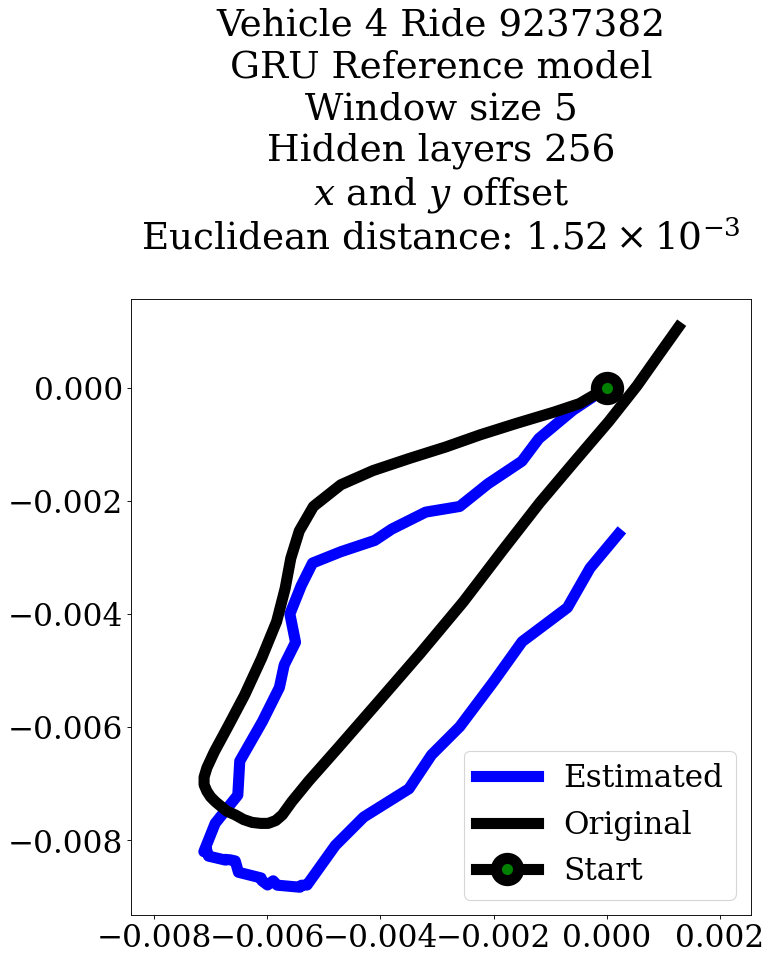 Vehicle 4 Ride 9237382
GRU Reference model
Window size 5
Hidden layers 256
x and y offset
Euclidean distance: 1.52 × 10⁻³
0.000
−0.002
−0.004
−0.006
−0.008
Estimated
Original
Start
−0.008 −0.006 −0.004 −0.002 0.000 0.002